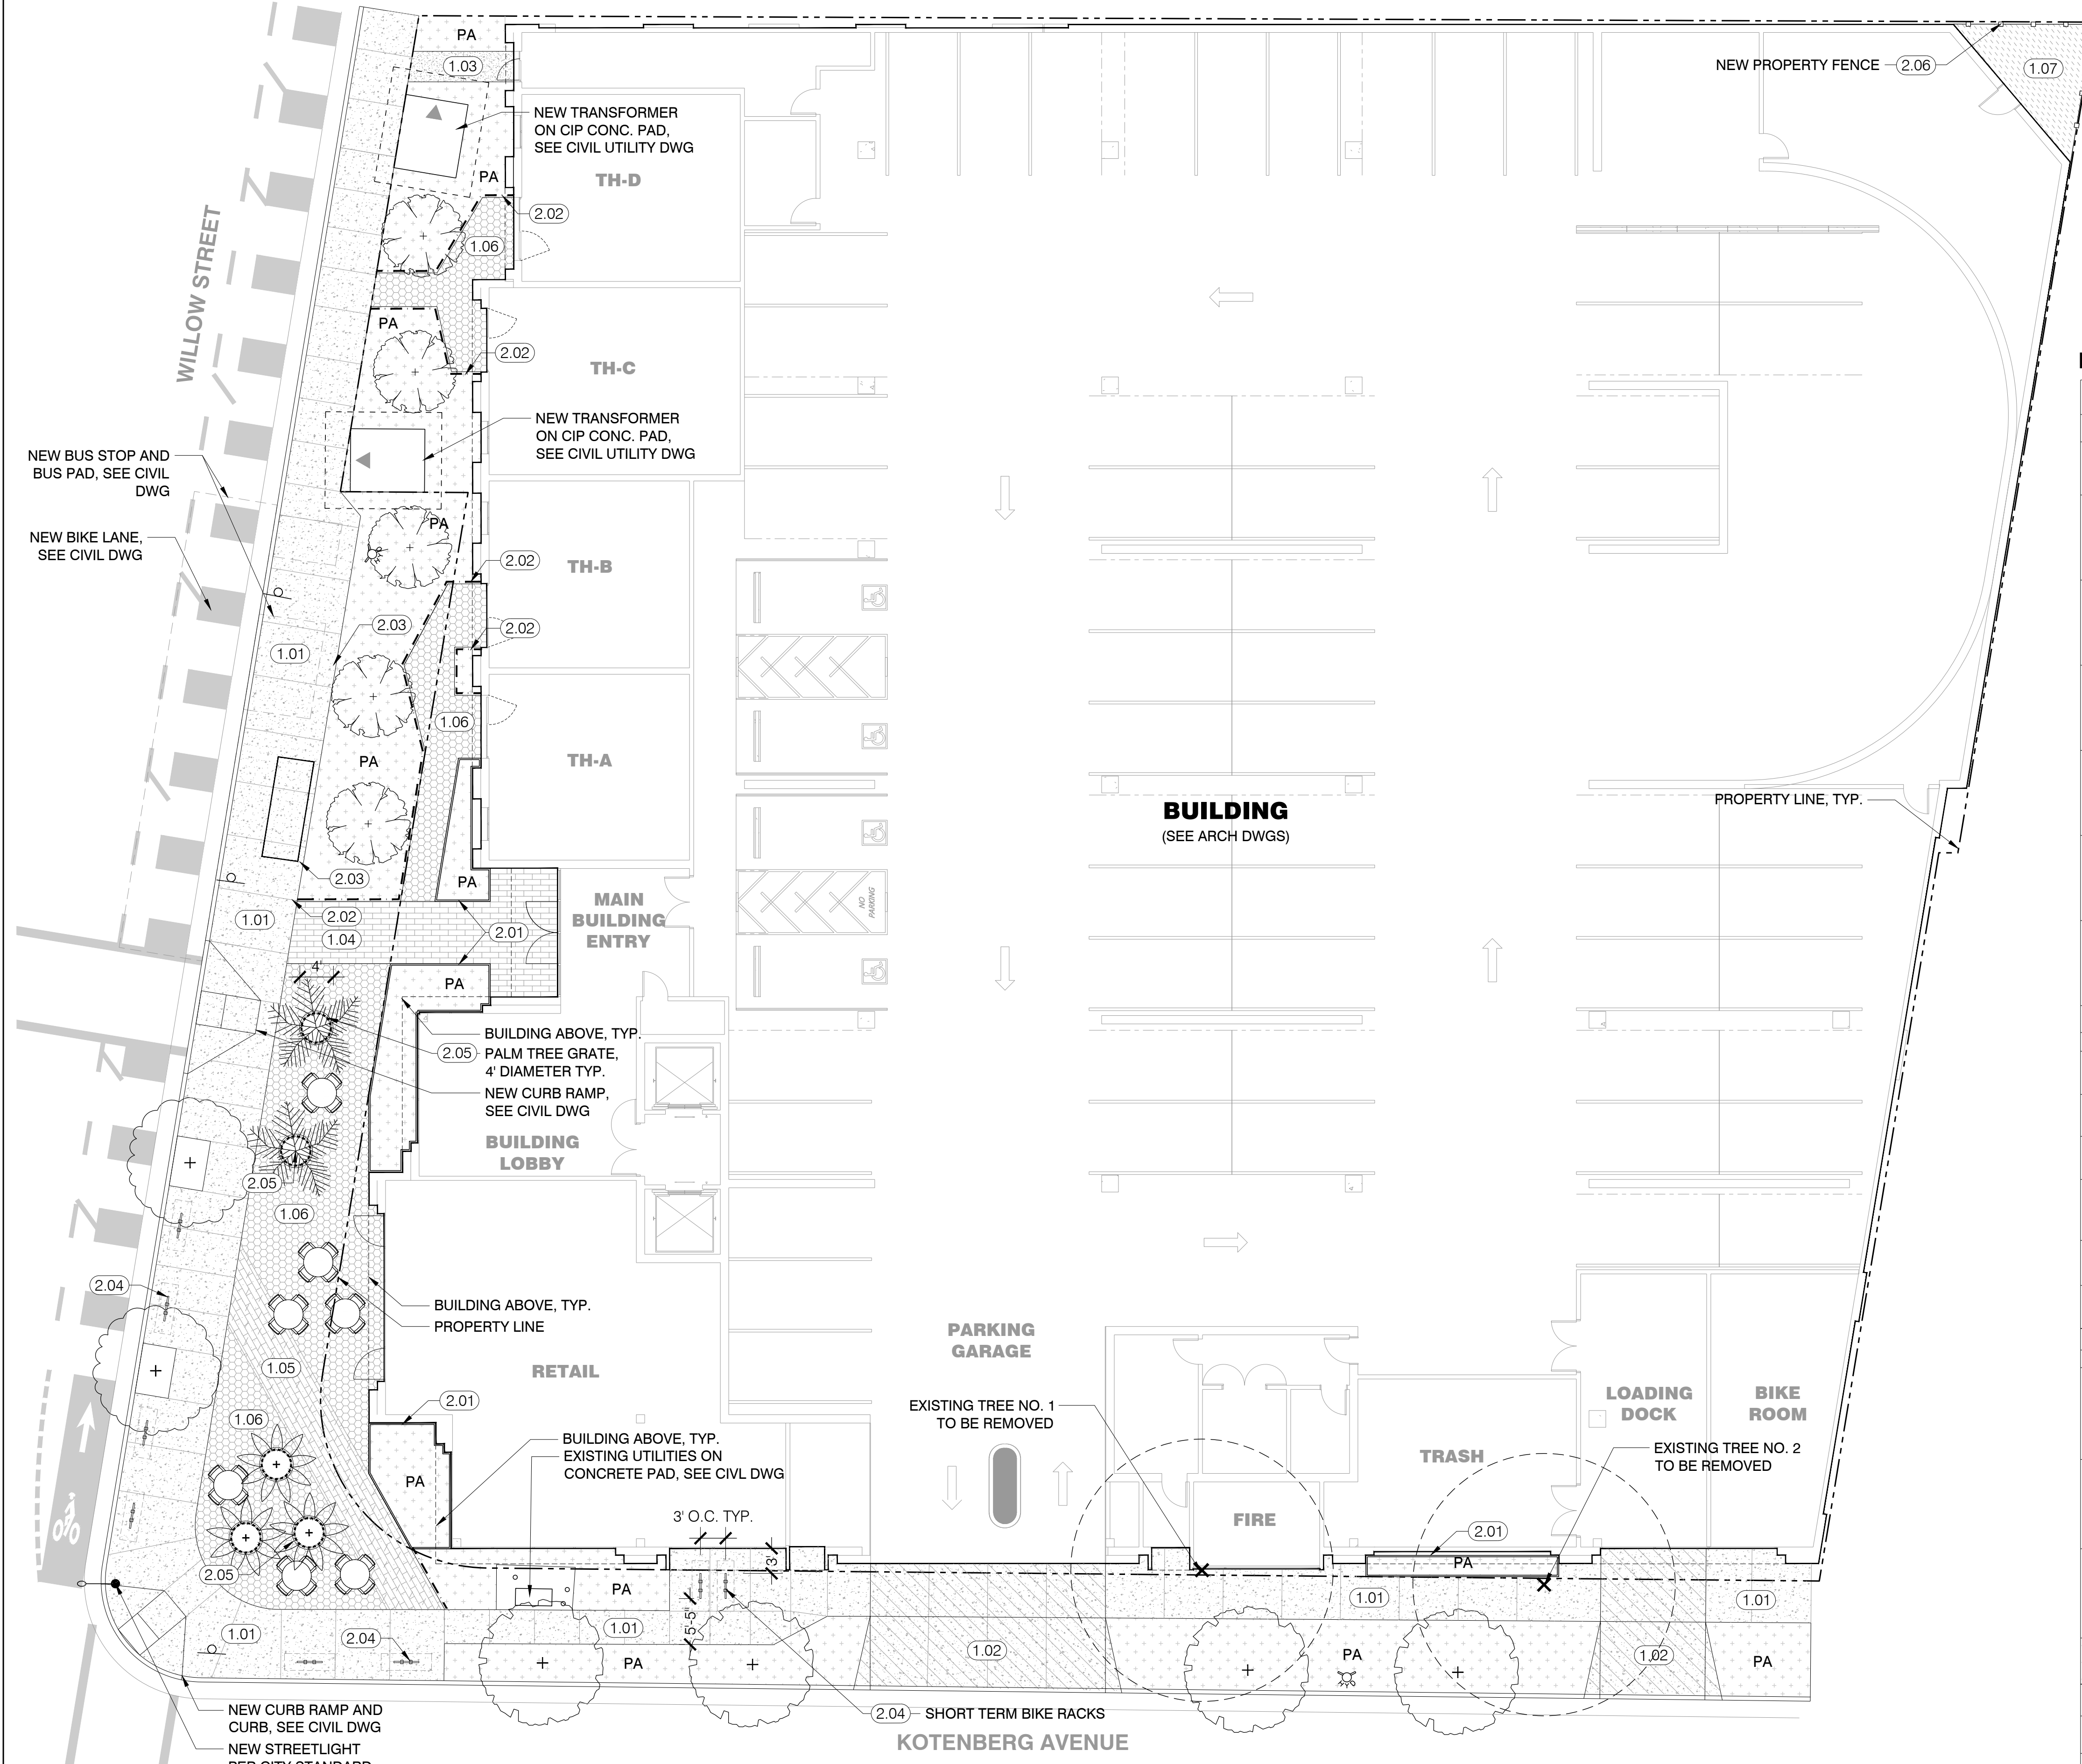 PA
1.03
NEW PROPERTY FENCE
2.06
1.07
NEW TRANSFORMER
ON CIP CONC. PAD,
SEE CIVIL UTILITY DWG
PA
TH-D
2.02
1.06
WILLOW STREET
PA
2.02
TH-C
NEW TRANSFORMER
ON CIP CONC. PAD,
SEE CIVIL UTILITY DWG
NEW BUS STOP AND
BUS PAD, SEE CIVIL
DWG
PA
NEW BIKE LANE,
SEE CIVIL DWG
2.02
TH-B
2.03
2.02
1.01
1.06
PA
TH-A
BUILDING
(SEE ARCH DWGS)
PROPERTY LINE, TYP.
2.03
PA
NO
PARKING
MAIN
BUILDING
ENTRY
1.01
2.02
1.04
2.01
4'
PA
BUILDING ABOVE, TYP.
2.05
PALM TREE GRATE,
4' DIAMETER TYP.
NEW CURB RAMP,
SEE CIVIL DWG
BUILDING
LOBBY
2.05
1.06
2.04
BUILDING ABOVE, TYP.
PROPERTY LINE
PARKING
GARAGE
1.05
RETAIL
2.01
1.06
LOADING
DOCK
BIKE
ROOM
EXISTING TREE NO. 1
TO BE REMOVED
BUILDING ABOVE, TYP.
EXISTING UTILITIES ON
CONCRETE PAD, SEE CIVL DWG
PA
TRASH
EXISTING TREE NO. 2
TO BE REMOVED
3' O.C. TYP.
3'
FIRE
2.01
PA
2.05
PA
1.01
1.01
5'-5"
1.01
1.01
2.04
PA
1.02
PA
1.02
PA
NEW CURB RAMP AND
CURB, SEE CIVIL DWG
2.04
SHORT TERM BIKE RACKS
NEW STREETLIGHT
PER CITY STANDARD
KOTENBERG AVENUE